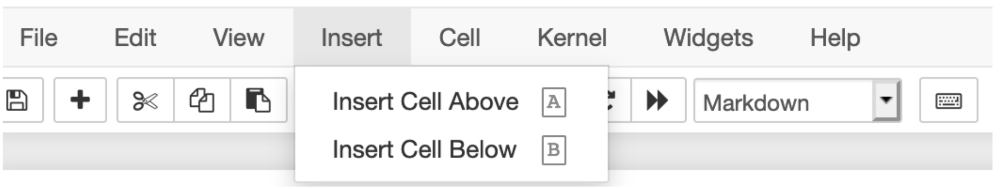 File Edit View Insert Cell Kernel Widgets Help
Insert Cell Above A
Markdown
Insert Cell Below B